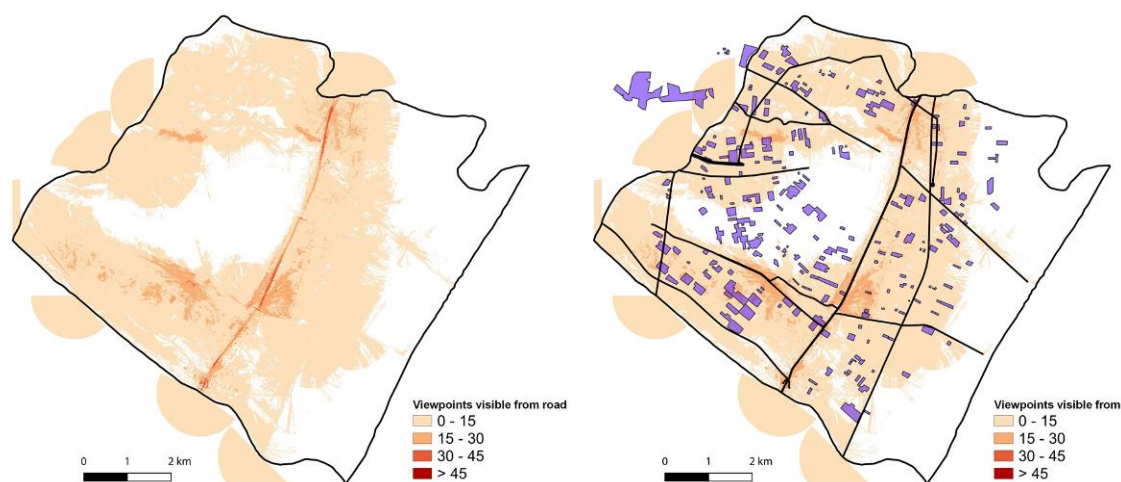 Viewpoints visible from road
0 - 15
15 - 30
30 - 45
> 45
0 1 2 km
Viewpoints visible from
0 - 15
15 - 30
30 - 45
> 45
0 1 2 km